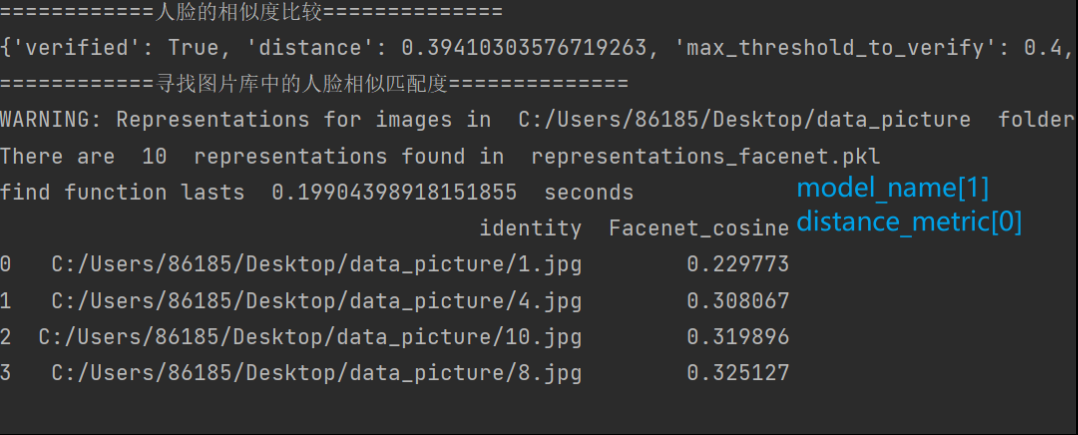 ============人脸的相似度比较==============
{'verified': True, 'distance': 0.39410303576719263, 'max_threshold_to_verify': 0.4,
============寻找图片库中的人脸相似匹配度==============
WARNING: Representations for images in  C:/Users/86185/Desktop/data_picture  folder
There are  10  representations found in  representations_facenet.pkl
find function lasts  0.19904398918151855  seconds
model_name[1]
identity  Facenet_cosine
distance_metric[0]
0   C:/Users/86185/Desktop/data_picture/1.jpg        0.229773
1   C:/Users/86185/Desktop/data_picture/4.jpg        0.308067
2  C:/Users/86185/Desktop/data_picture/10.jpg        0.319896
3   C:/Users/86185/Desktop/data_picture/8.jpg        0.325127